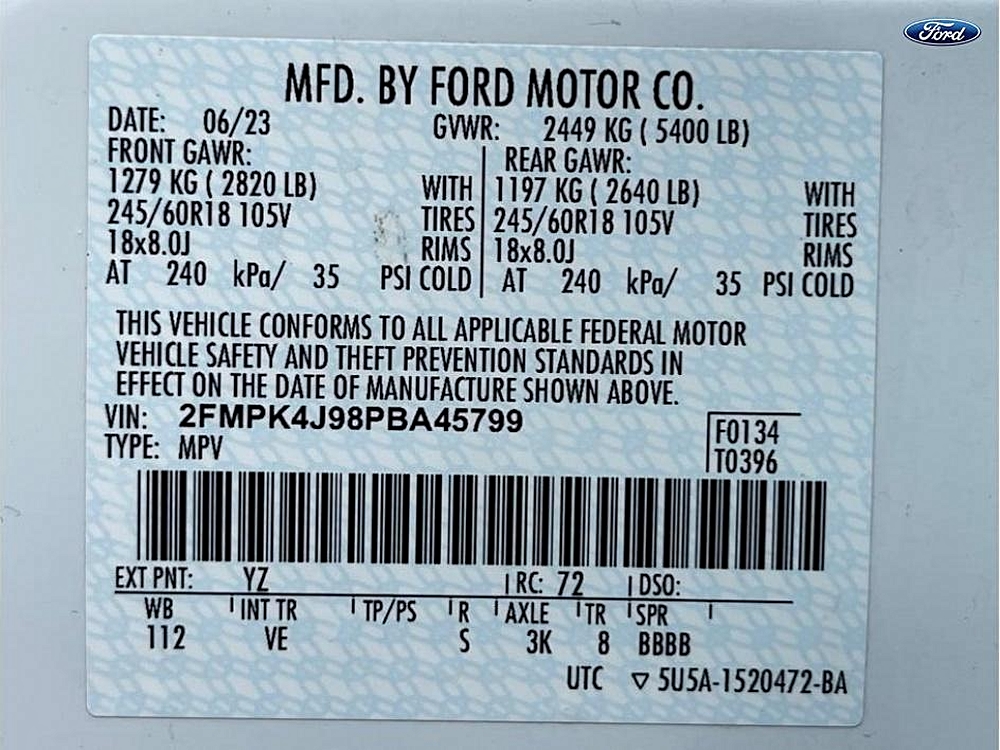 Ford
MFD. BY FORD MOTOR CO.
DATE: 06/23 GVWR: 2449 KG ( 5400 LB)
FRONT GAWR: REAR GAWR:
1279 KG ( 2820 LB) WITH 1197 KG ( 2640 LB) WITH
245/60R18 105V TIRES 245/60R18 105V TIRES
18x8.0J RIMS 18x8.0J RIMS
AT 240 kPa/ 35 PSI COLD AT 240 kPa/ 35 PSI COLD
THIS VEHICLE CONFORMS TO ALL APPLICABLE FEDERAL MOTOR
VEHICLE SAFETY AND THEFT PREVENTION STANDARDS IN
EFFECT ON THE DATE OF MANUFACTURE SHOWN ABOVE.
VIN: 2FMPK4J98PBA45799 F0134
TYPE: MPV T0396
EXT PNT: YZ RC: 72 DSO:
WB INT TR TP/PS R AXLE TR SPR
112 VE S 3K 8 BBBB
UTC ▽ 5U5A-1520472-BA